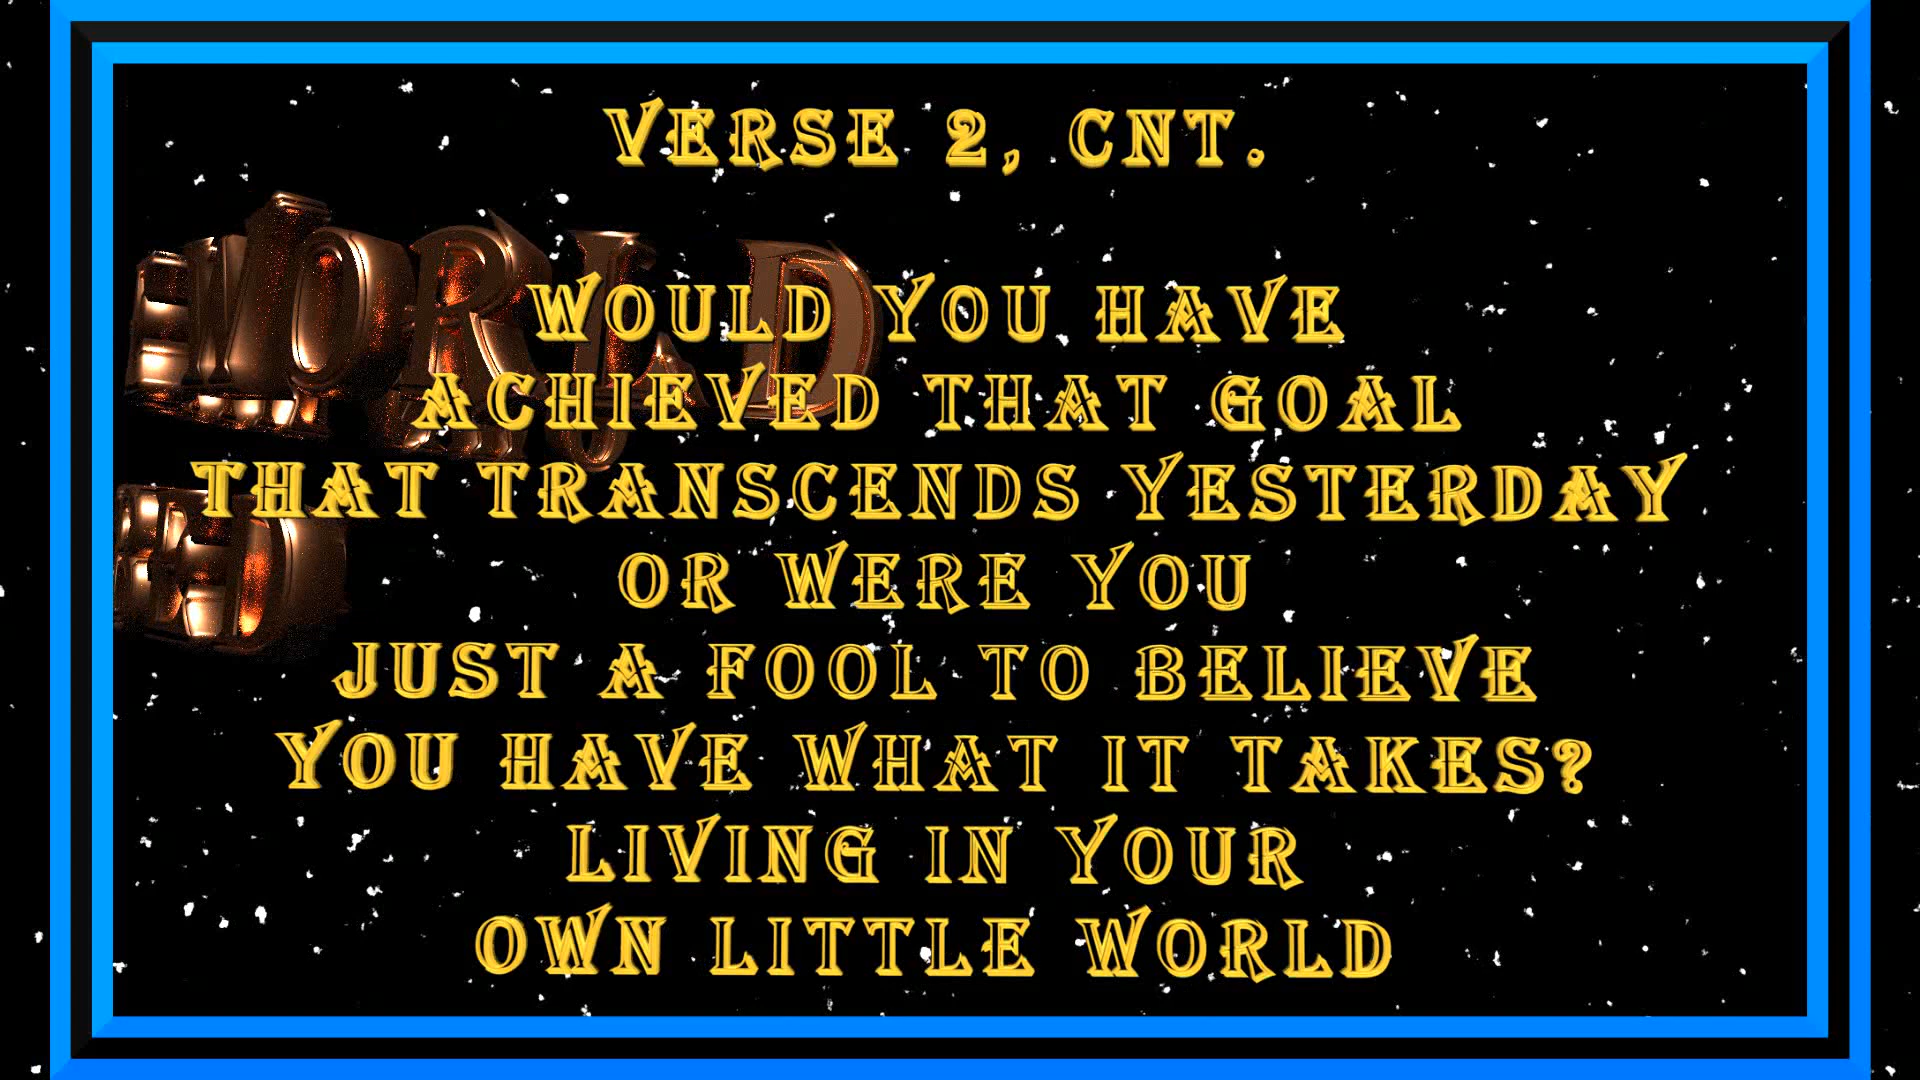 VERSE 2, CNT.
WORLD
WOULD YOU HAVE
ACHIEVED THAT GOAL
THAT TRANSCENDS YESTERDAY
OR WERE YOU
JUST A FOOL TO BELIEVE
YOU HAVE WHAT IT TAKES?
LIVING IN YOUR
OWN LITTLE WORLD